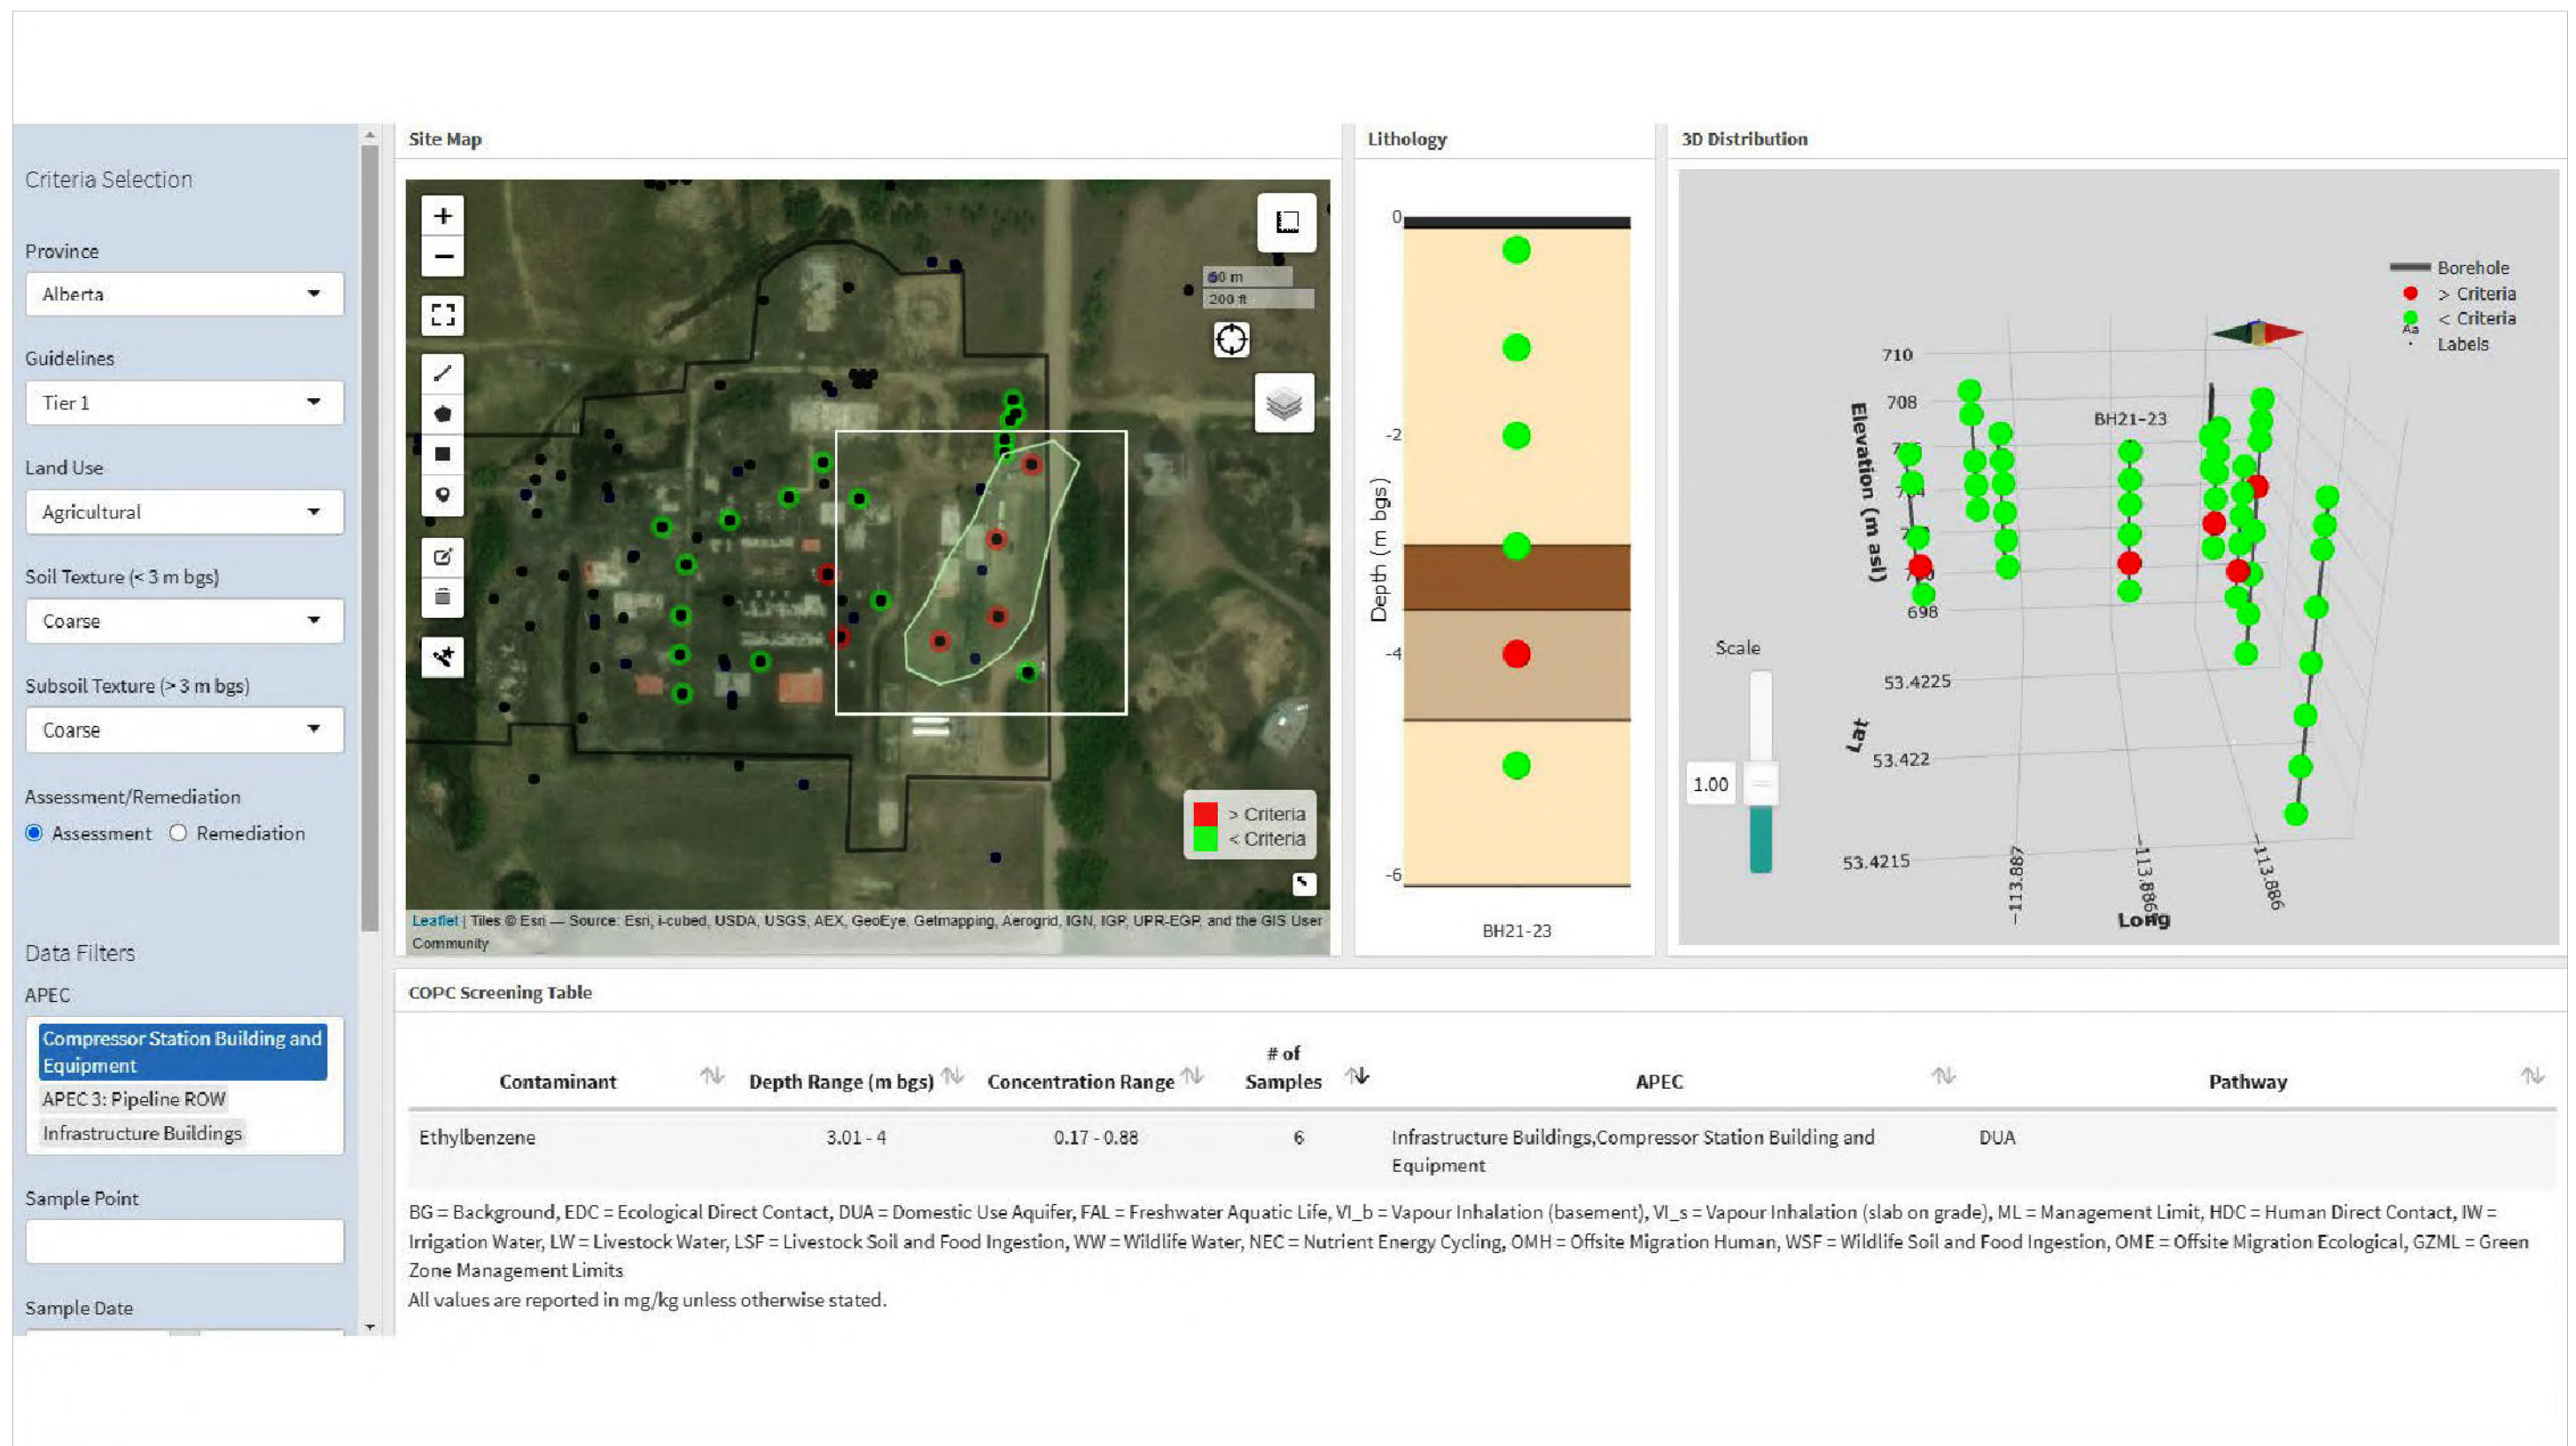 Criteria Selection
Province
Alberta
Guidelines
Tier 1
Land Use
Agricultural
Soil Texture (< 3 m bgs)
Coarse
Subsoil Texture (> 3 m bgs)
Coarse
Assessment/Remediation
Assessment
Remediation
Data Filters
APEC
Compressor Station Building and
Equipment
APEC 3: Pipeline ROW
Infrastructure Buildings
Sample Point
Sample Date
Site Map
+
−
50 m
200 ft
> Criteria
< Criteria
Leaflet | Tiles © Esri — Source: Esri, i-cubed, USDA, USGS, AEX, GeoEye, Getmapping, Aerogrid, IGN, IGP, UPR-EGP, and the GIS User
Community
Lithology
0
-2
-4
-6
Depth (m bgs)
BH21-23
3D Distribution
Borehole
> Criteria
< Criteria
Aa
Labels
BH21-23
710
708
698
Elevation (m asl)
Scale
1.00
53.4225
53.422
53.4215
Lat
−113.887
−113.886
Long
COPC Screening Table
Contaminant
Depth Range (m bgs)
Concentration Range
# of
Samples
APEC
Pathway
Ethylbenzene
3.01 - 4
0.17 - 0.88
6
Infrastructure Buildings,Compressor Station Building and
Equipment
DUA
BG = Background, EDC = Ecological Direct Contact, DUA = Domestic Use Aquifer, FAL = Freshwater Aquatic Life, VI_b = Vapour Inhalation (basement), VI_s = Vapour Inhalation (slab on grade), ML = Management Limit, HDC = Human Direct Contact, IW =
Irrigation Water, LW = Livestock Water, LSF = Livestock Soil and Food Ingestion, WW = Wildlife Water, NEC = Nutrient Energy Cycling, OMH = Offsite Migration Human, WSF = Wildlife Soil and Food Ingestion, OME = Offsite Migration Ecological, GZML = Green
Zone Management Limits
All values are reported in mg/kg unless otherwise stated.